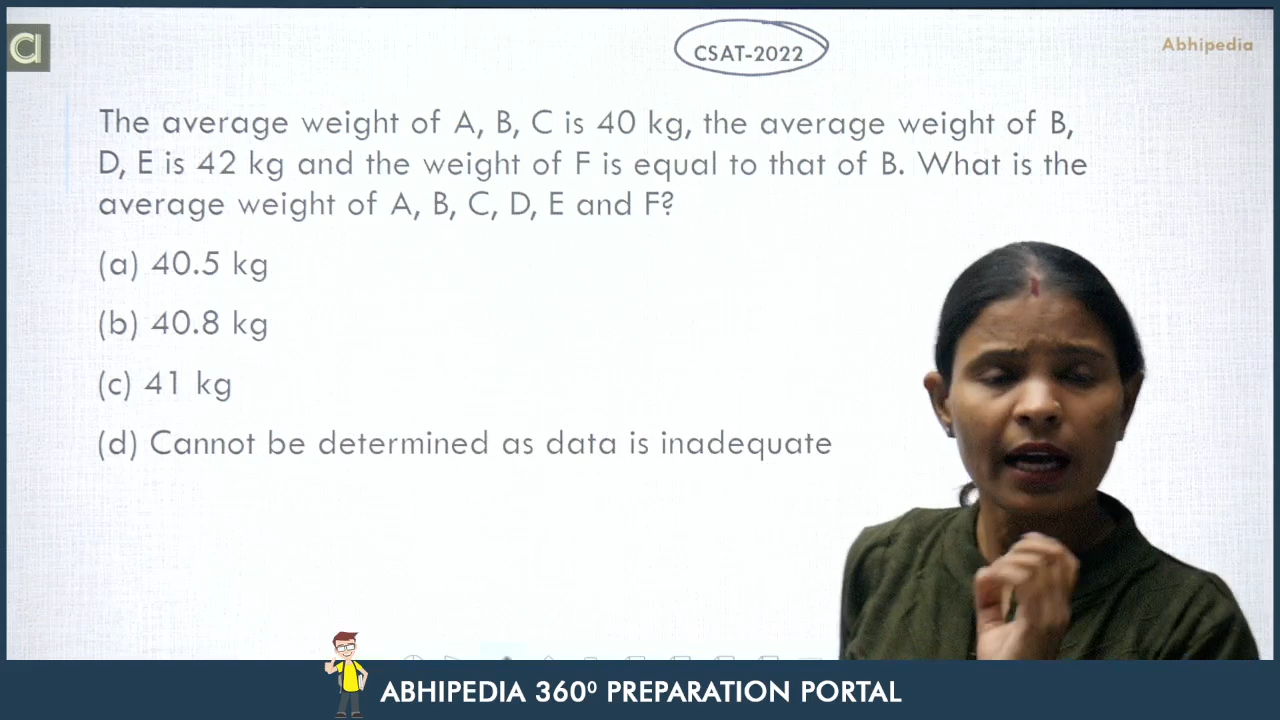 CSAT-2022
Abhipedia
The average weight of A, B, C is 40 kg, the average weight of B,
D, E is 42 kg and the weight of F is equal to that of B. What is the
average weight of A, B, C, D, E and F?
(a) 40.5 kg
(b) 40.8 kg
(c) 41 kg
(d) Cannot be determined as data is inadequate
ABHIPEDIA 360⁰ PREPARATION PORTAL